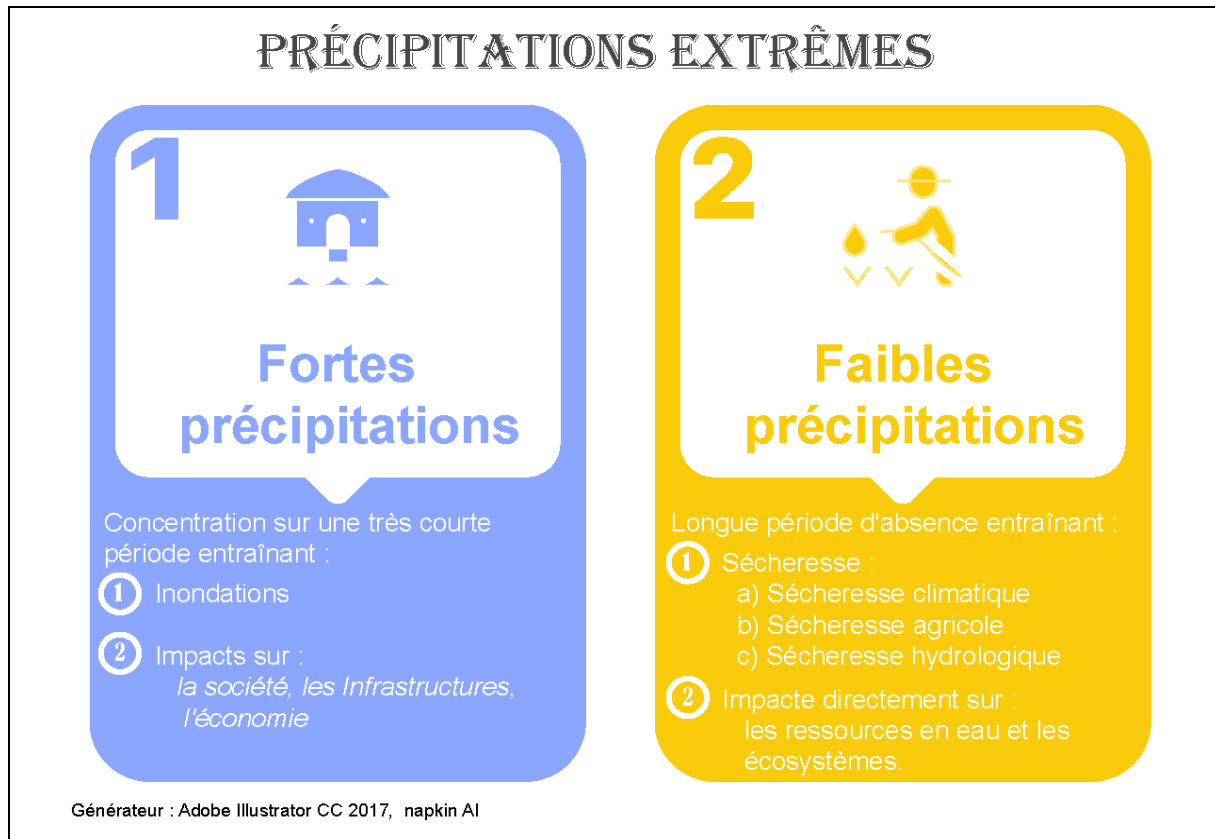 PRÉCIPITATIONS EXTRÊMES
1
Fortes
précipitations
Concentration sur une très courte
période entraînant :
1 Inondations
2 Impacts sur :
la société, les Infrastructures,
l'économie
2
Faibles
précipitations
Longue période d'absence entraînant :
1 Sécheresse :
a) Sécheresse climatique
b) Sécheresse agricole
c) Sécheresse hydrologique
2 Impacte directement sur :
les ressources en eau et les
écosystèmes.
Générateur : Adobe Illustrator CC 2017, napkin AI